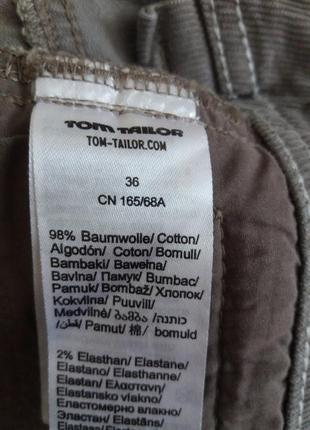 TOM TAILOR
TOM-TAILOR.COM
36
CN 165/68A
98% Baumwolle/ Cotton/
Algodón/ Coton/ Bomull/
Bambaki/ Bawełna/
Bavlna/ Памук/ Bumbac/
Pamuk/ Bombaž/ Хлопок/
Kokvilna/ Puuvill/
Medvilnė/ ბამბა/ כותנה/
قطن/ Pamut/ 棉/ bomuld
2% Elasthan/ Elastane/
Elastano/ Elasthanne/
Elastan/ Ελαστάνη/
Elastansko vlakno/
Еластомерно влакно/
Эластан/ Elastāns/